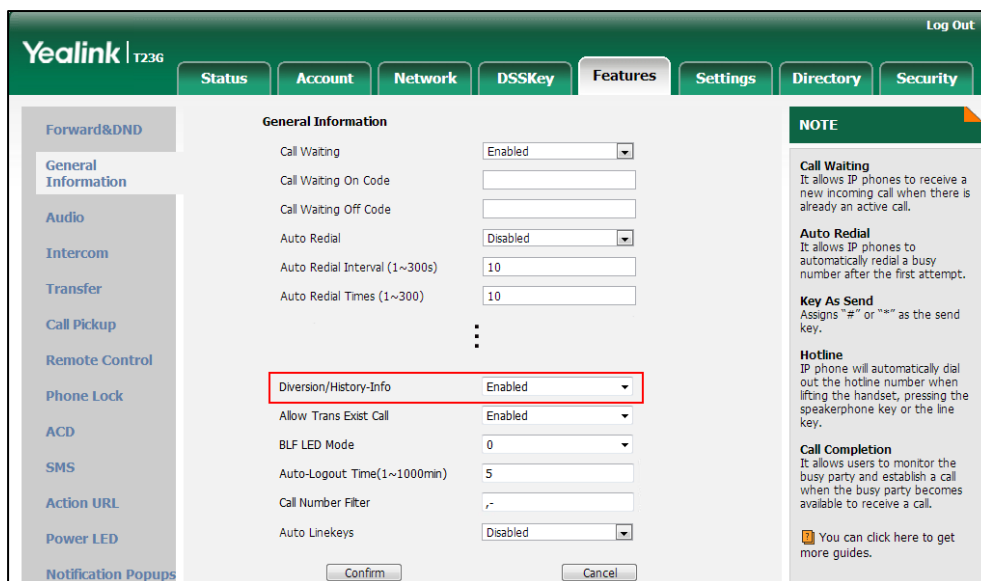 Log Out
Yealink T23G
Status Account Network DSSKey Features Settings Directory Security
Forward&DND
General
Information
Audio
Intercom
Transfer
Call Pickup
Remote Control
Phone Lock
ACD
SMS
Action URL
Power LED
Notification Popups
General Information
Call Waiting Enabled
Call Waiting On Code
Call Waiting Off Code
Auto Redial Disabled
Auto Redial Interval (1~300s) 10
Auto Redial Times (1~300) 10
Diversion/History-Info Enabled
Allow Trans Exist Call Enabled
BLF LED Mode 0
Auto-Logout Time(1~1000min) 5
Call Number Filter ,-
Auto Linekeys Disabled
Confirm Cancel
NOTE
Call Waiting
It allows IP phones to receive a
new incoming call when there is
already an active call.
Auto Redial
It allows IP phones to
automatically redial a busy
number after the first attempt.
Key As Send
Assigns "#" or "*" as the send
key.
Hotline
IP phone will automatically dial
out the hotline number when
lifting the handset, pressing the
speakerphone key or the line
key.
Call Completion
It allows users to monitor the
busy party and establish a call
when the busy party becomes
available to receive a call.
You can click here to get
more guides.